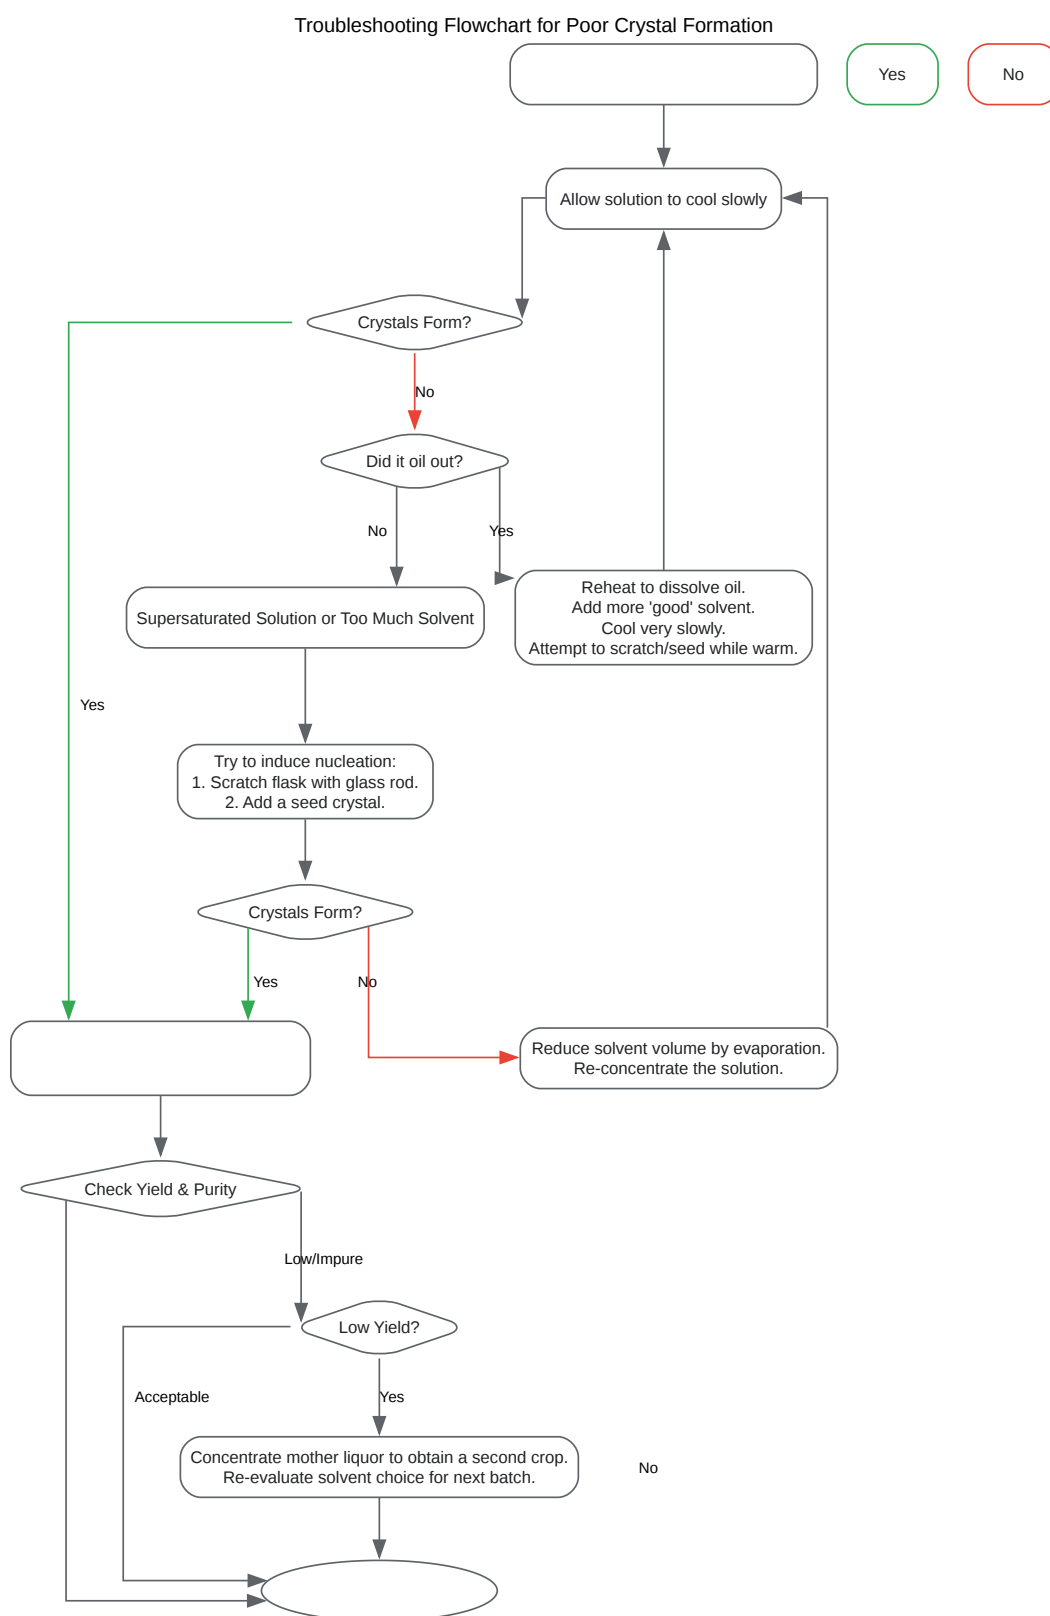 Troubleshooting Flowchart for Poor Crystal Formation
Yes
No
Allow solution to cool slowly
Crystals Form?
No
Did it oil out?
No
Yes
Reheat to dissolve oil.
Add more 'good' solvent.
Cool very slowly.
Attempt to scratch/seed while warm.
Supersaturated Solution or Too Much Solvent
Yes
Try to induce nucleation:
1. Scratch flask with glass rod.
2. Add a seed crystal.
Crystals Form?
Yes
No
Reduce solvent volume by evaporation.
Re-concentrate the solution.
Check Yield & Purity
Low/Impure
Low Yield?
Acceptable
Yes
Concentrate mother liquor to obtain a second crop.
Re-evaluate solvent choice for next batch.
No